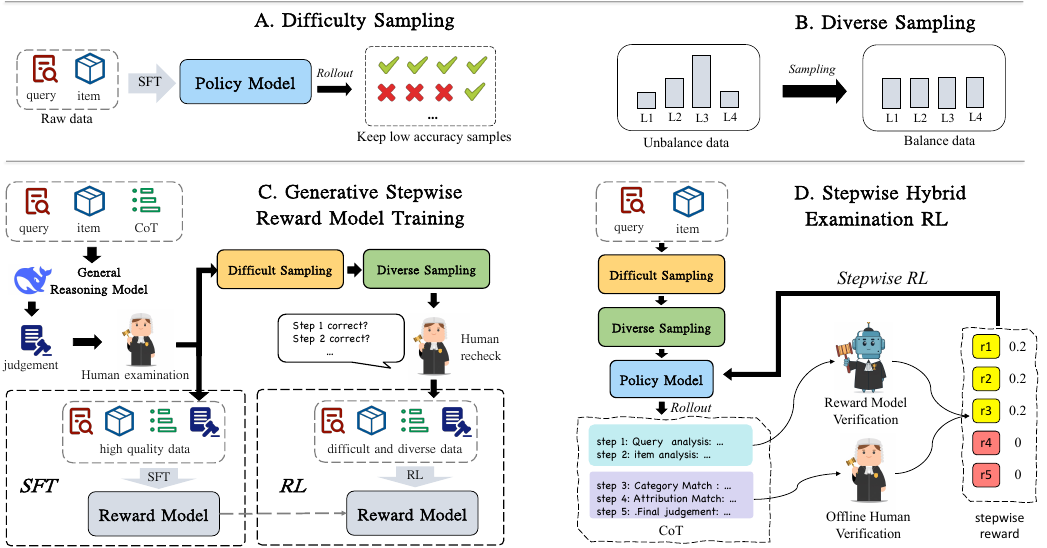 A. Difficulty Sampling
query
item
Raw data
SFT
Policy Model
Rollout
...
Keep low accuracy samples
B. Diverse Sampling
L1
L2
L3
L4
Unbalance data
Sampling
L1
L2
L3
L4
Balance data
C. Generative Stepwise
Reward Model Training
query
item
CoT
General
Reasoning Model
judgement
Human examination
Difficult Sampling
Diverse Sampling
Step 1 correct?
Step 2 correct?
...
Human
recheck
high quality data
SFT
SFT
Reward Model
difficult and diverse data
RL
RL
Reward Model
D. Stepwise Hybrid
Examination RL
query
item
Difficult Sampling
Diverse Sampling
Policy Model
Rollout
step 1: Query analysis: ...
step 2: item analysis: ...
step 3: Category Match : ...
step 4: Attribution Match: ...
step 5: .Final judgement: ...
CoT
Stepwise RL
Reward Model
Verification
Offline Human
Verification
r1 0.2
r2 0.2
r3 0.2
r4 0
r5 0
stepwise
reward